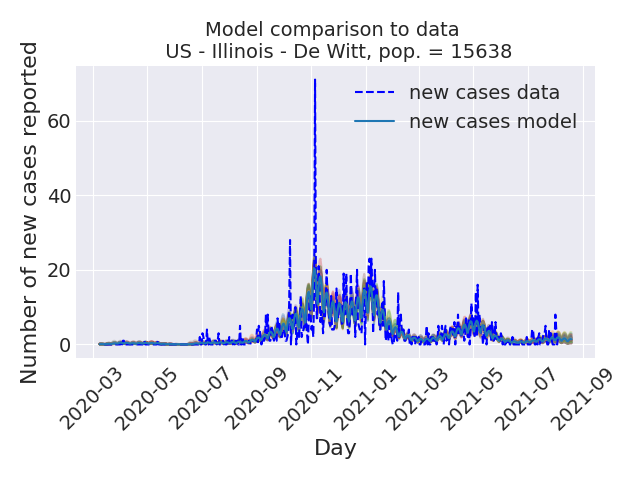 Model comparison to data
US - Illinois - De Witt, pop. = 15638
Number of new cases reported
60
40
20
0
new cases data
new cases model
2020-03
2020-05
2020-07
2020-09
2020-11
2021-01
2021-03
2021-05
2021-07
2021-09
Day